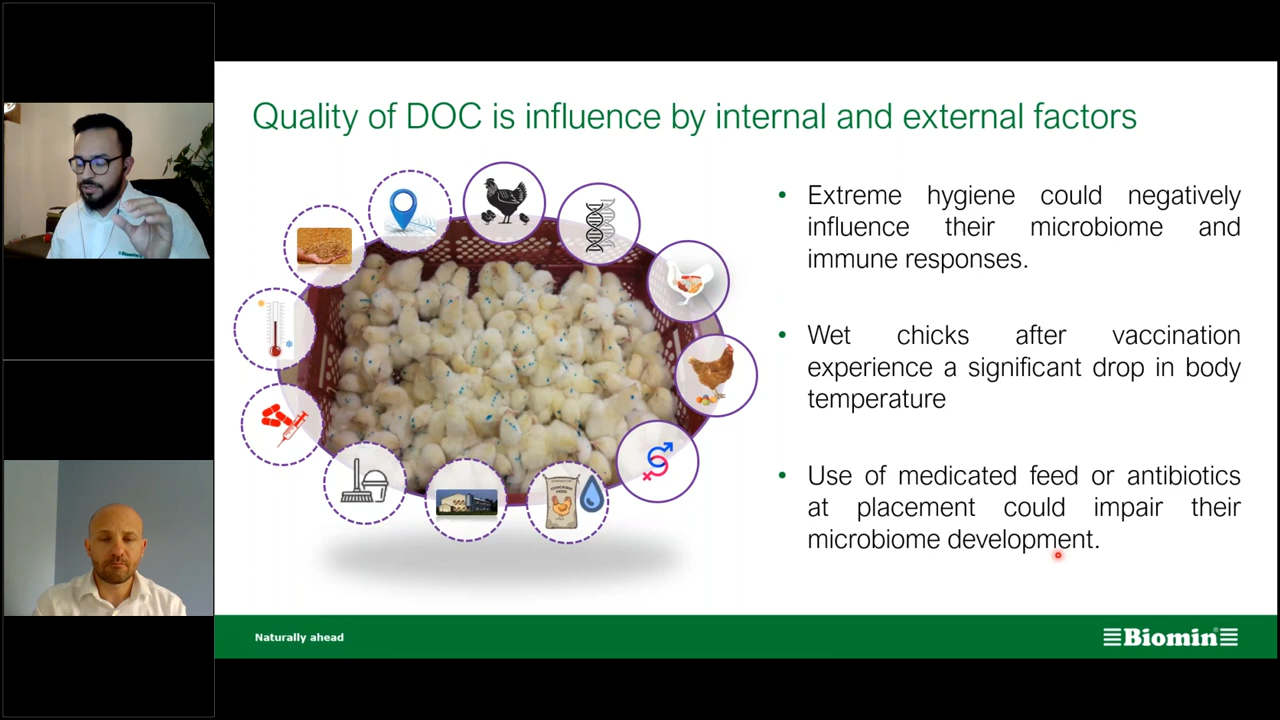 Quality of DOC is influence by internal and external factors
• Extreme hygiene could negatively
influence their microbiome and
immune responses.
• Wet chicks after vaccination
experience a significant drop in body
temperature
• Use of medicated feed or antibiotics
at placement could impair their
microbiome development.
Naturally ahead
Biomin